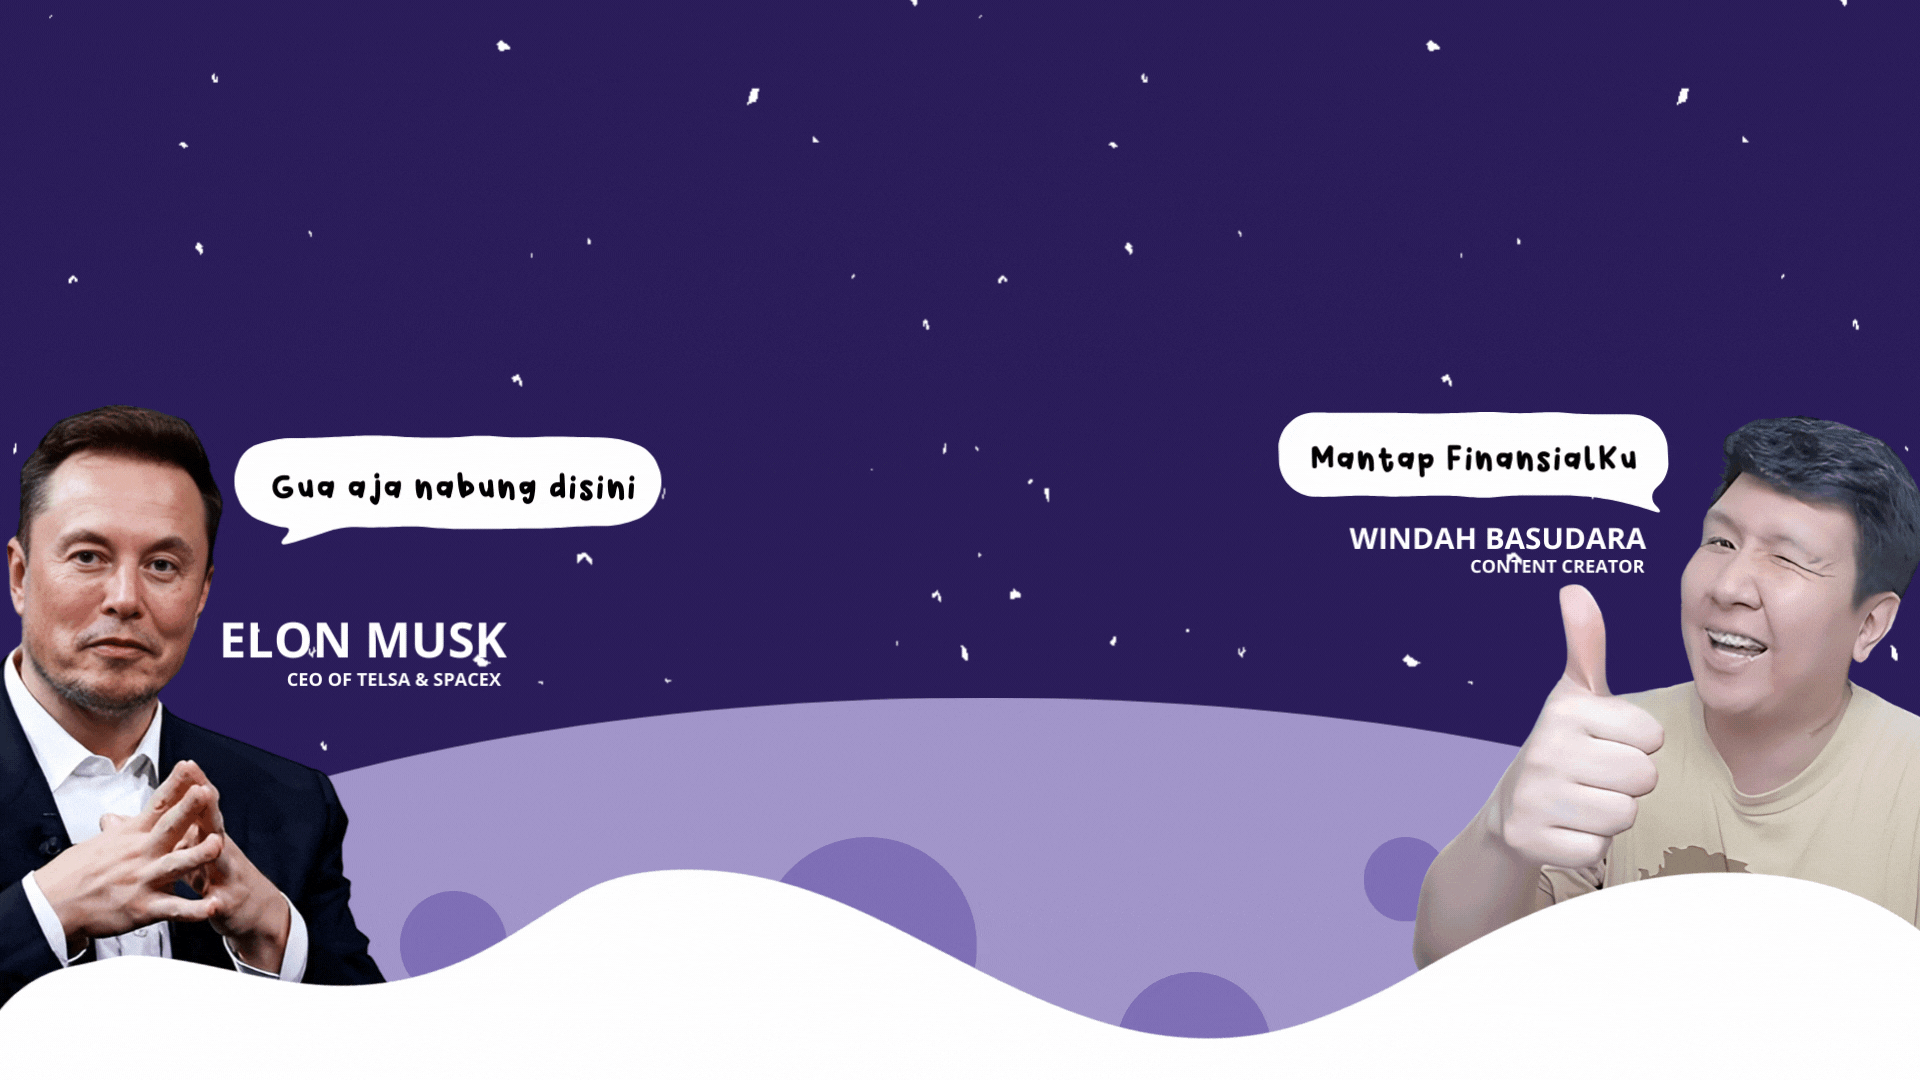 Gua aja nabung disini
ELON MUSK
CEO OF TELSA & SPACEX
Mantap FinansialKu
WINDAH BASUDARA
CONTENT CREATOR